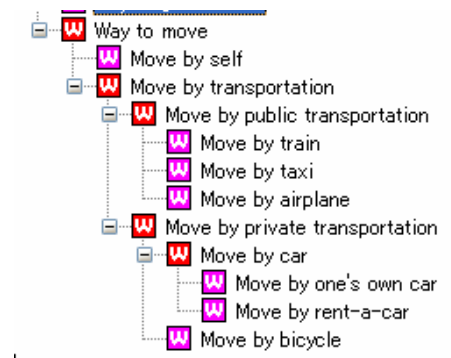 Way to move
Move by self
Move by transportation
Move by public transportation
Move by train
Move by taxi
Move by airplane
Move by private transportation
Move by car
Move by one's own car
Move by rent-a-car
Move by bicycle